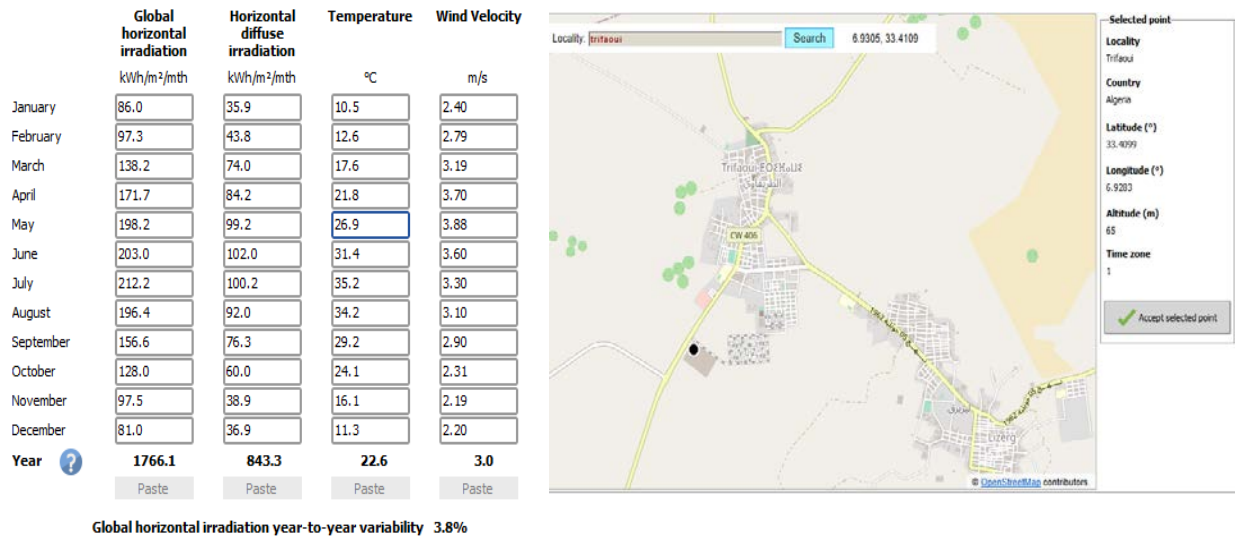 Global horizontal irradiation Horizontal diffuse irradiation Temperature Wind Velocity
kWh/m²/mth kWh/m²/mth °C m/s
January 86.0 35.9 10.5 2.40
February 97.3 43.8 12.6 2.79
March 138.2 74.0 17.6 3.19
April 171.7 84.2 21.8 3.70
May 198.2 99.2 26.9 3.88
June 203.0 102.0 31.4 3.60
July 212.2 100.2 35.2 3.30
August 196.4 92.0 34.2 3.10
September 156.6 76.3 29.2 2.90
October 128.0 60.0 24.1 2.31
November 97.5 38.9 16.1 2.19
December 81.0 36.9 11.3 2.20
Year ? 1766.1 843.3 22.6 3.0
Paste Paste Paste Paste
Global horizontal irradiation year-to-year variability 3.8%
Locality: trifaoui Search 6.9305, 33.4109
Trifaoui
الطريفاوي
CW 406
Lizerg
© OpenStreetMap contributors
Selected point
Locality
Trifaoui
Country
Algeria
Latitude (°)
33.4099
Longitude (°)
6.9283
Altitude (m)
65
Time zone
1
Accept selected point